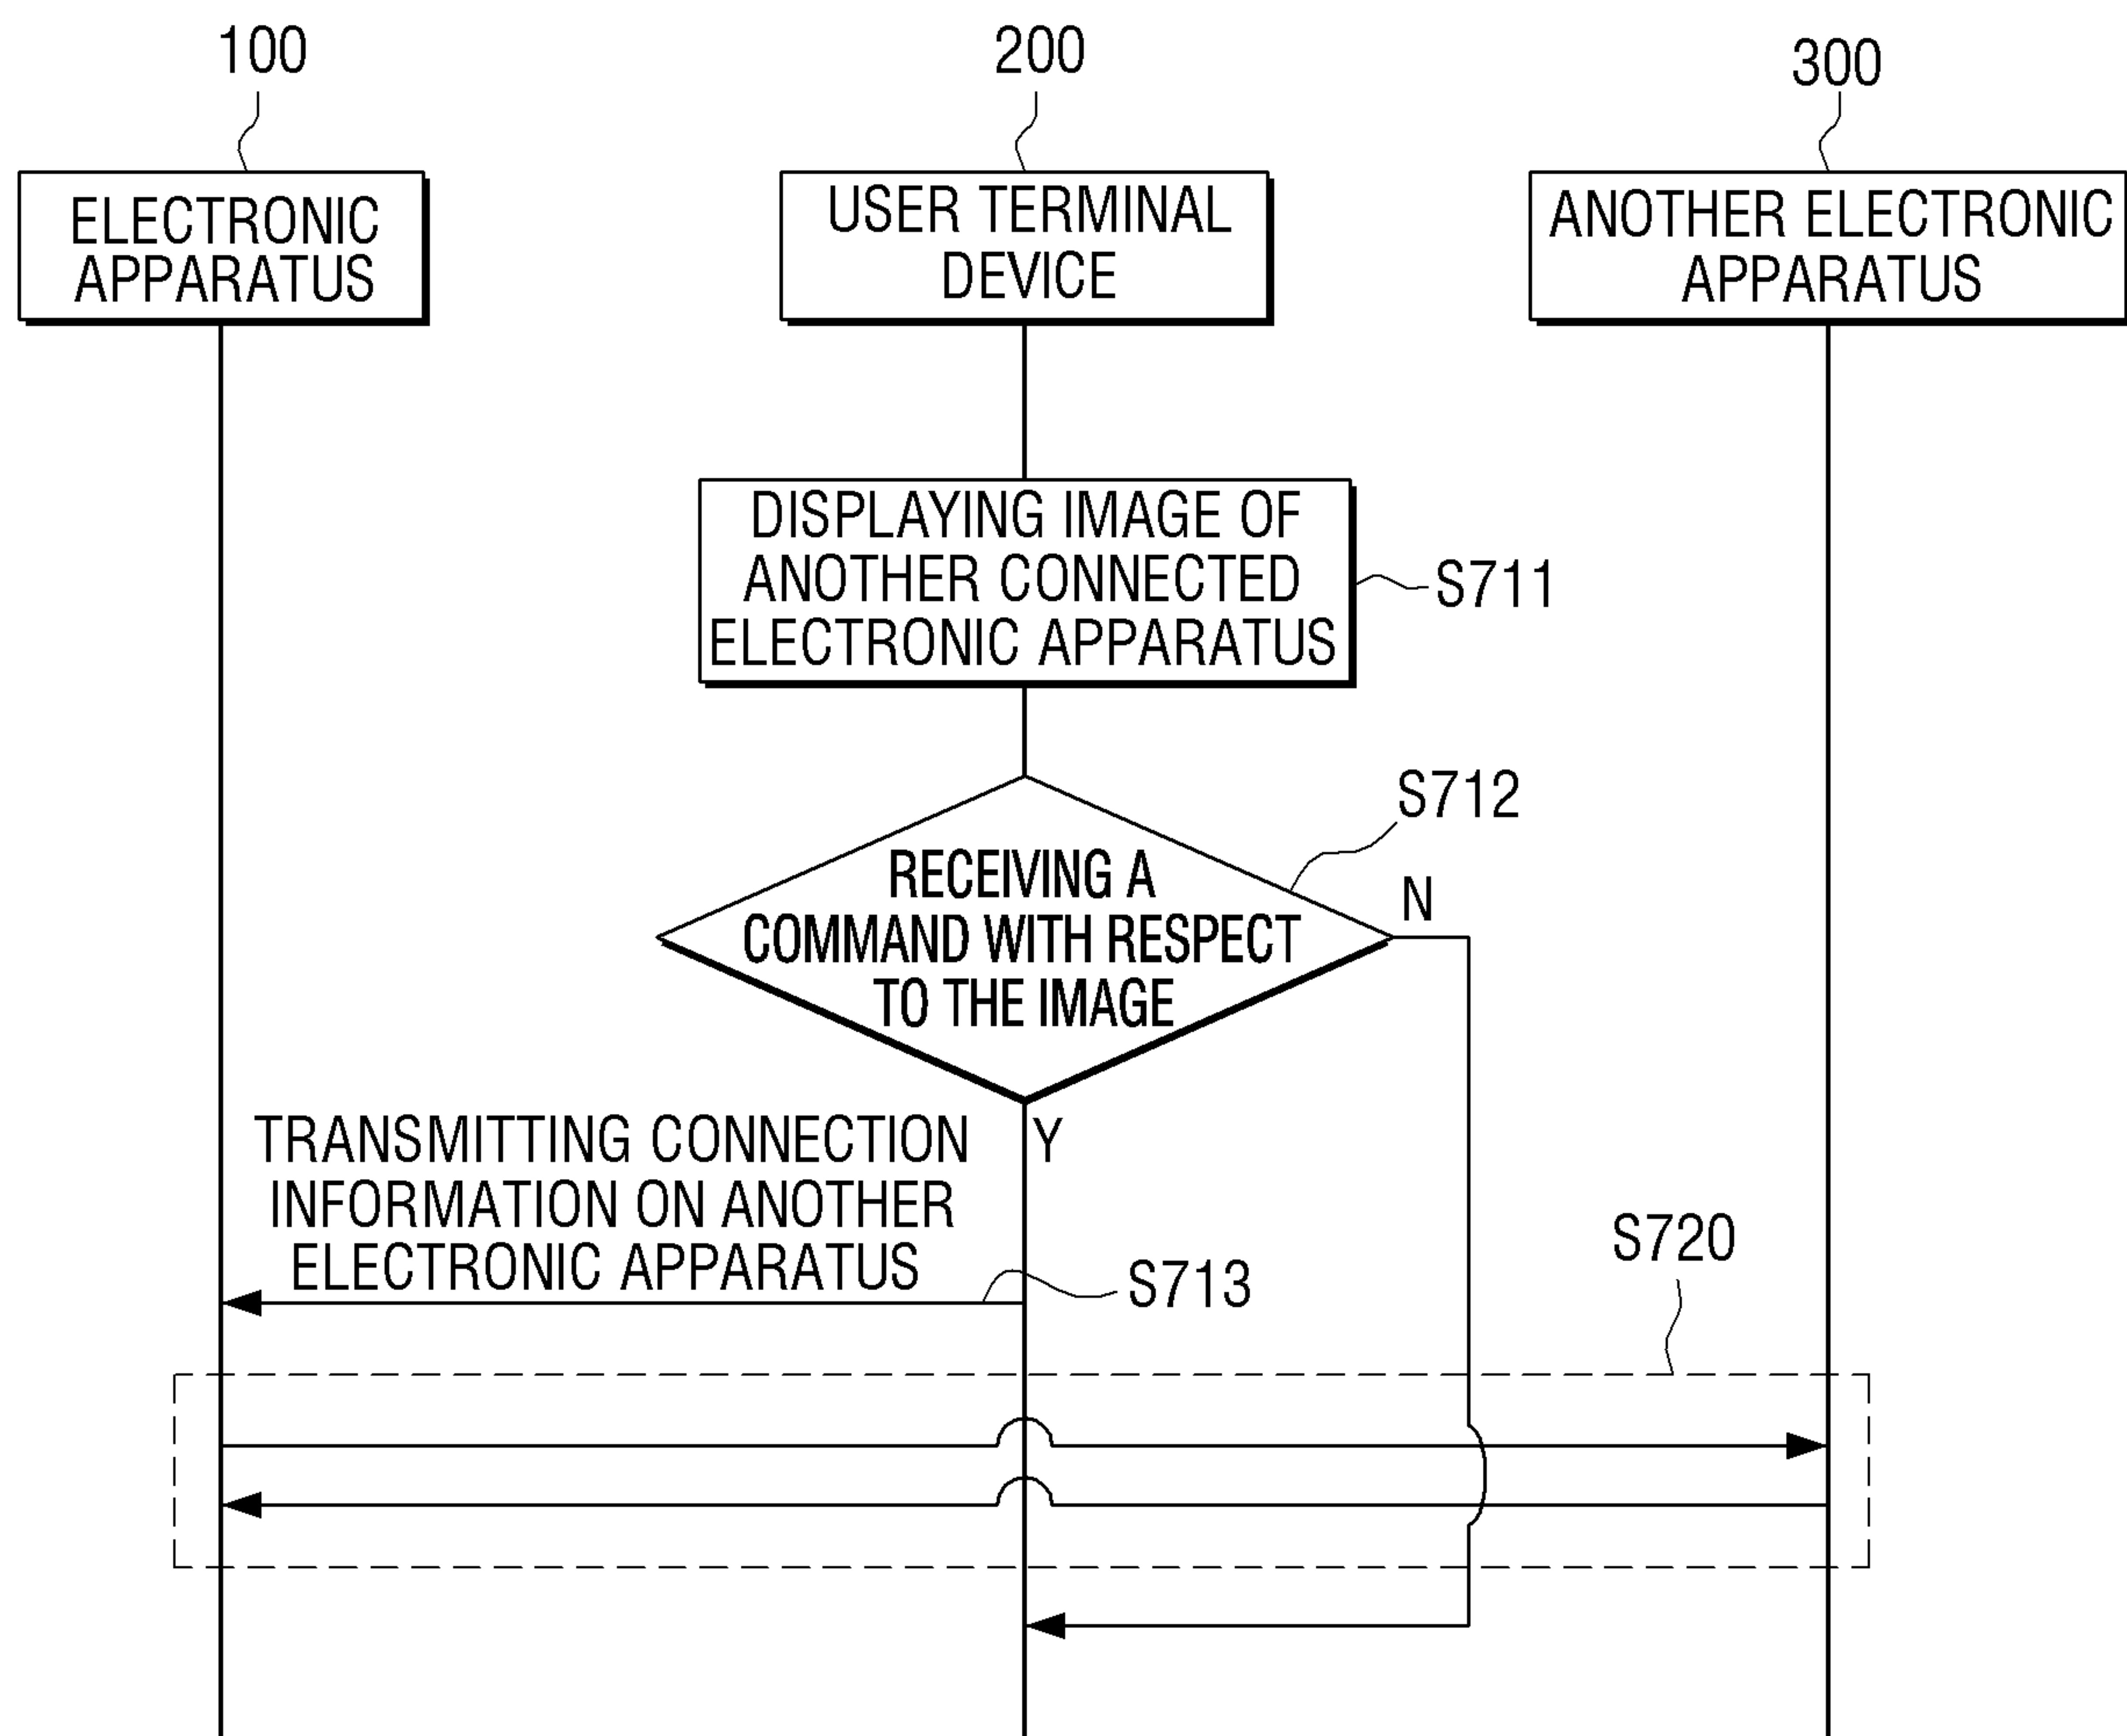 100
200
300
ELECTRONIC
APPARATUS
USER TERMINAL
DEVICE
ANOTHER ELECTRONIC
APPARATUS
DISPLAYING IMAGE OF
ANOTHER CONNECTED
ELECTRONIC APPARATUS
S711
S712
RECEIVING A
COMMAND WITH RESPECT
TO THE IMAGE
N
Y
TRANSMITTING CONNECTION
INFORMATION ON ANOTHER
ELECTRONIC APPARATUS
S713
S720